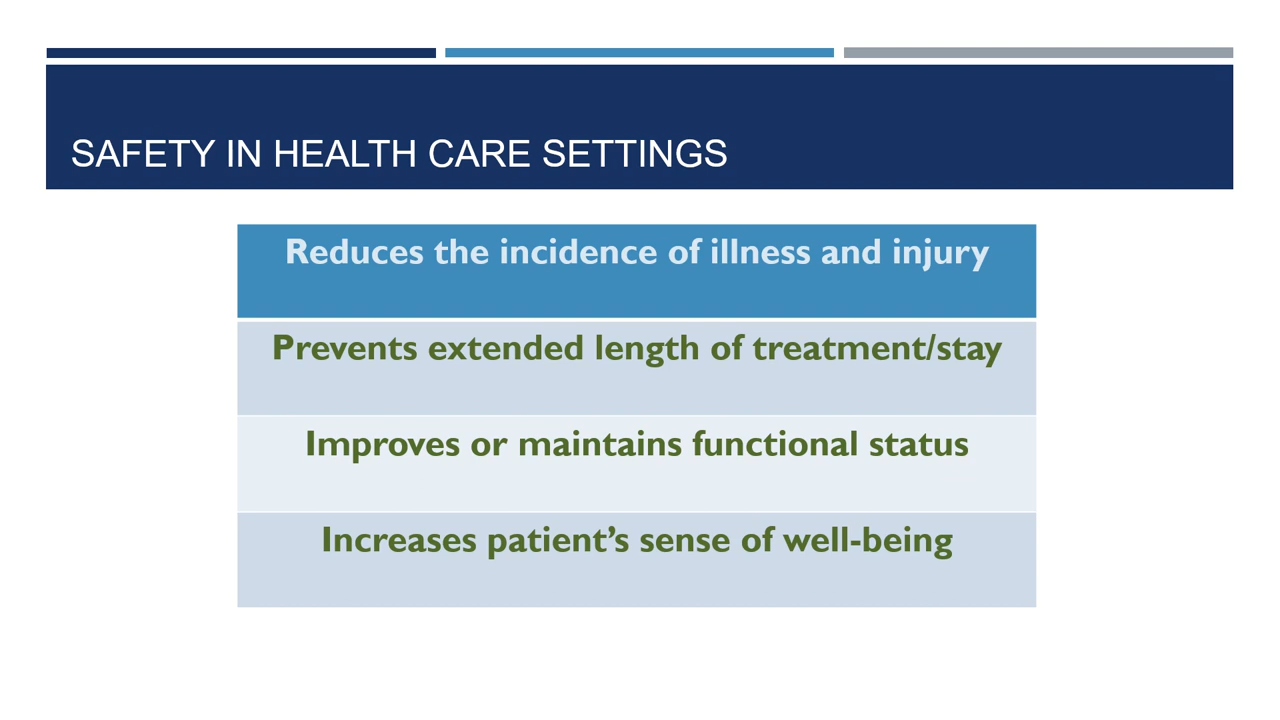 SAFETY IN HEALTH CARE SETTINGS
Reduces the incidence of illness and injury
Prevents extended length of treatment/stay
Improves or maintains functional status
Increases patient’s sense of well-being